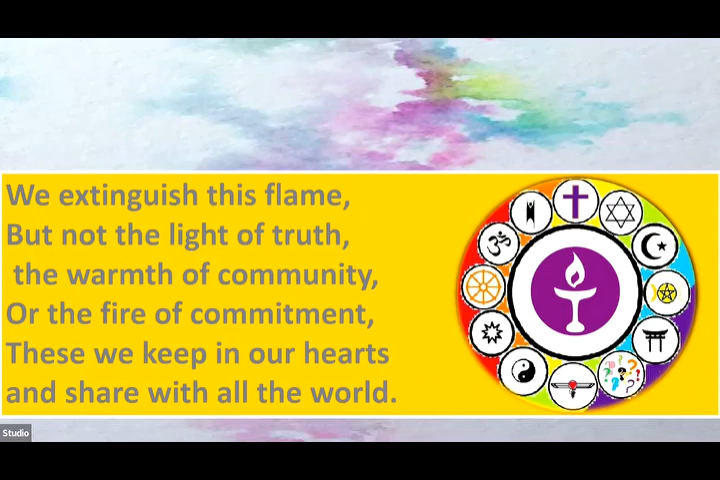 We extinguish this flame,
But not the light of truth,
the warmth of community,
Or the fire of commitment,
These we keep in our hearts
and share with all the world.
Studio